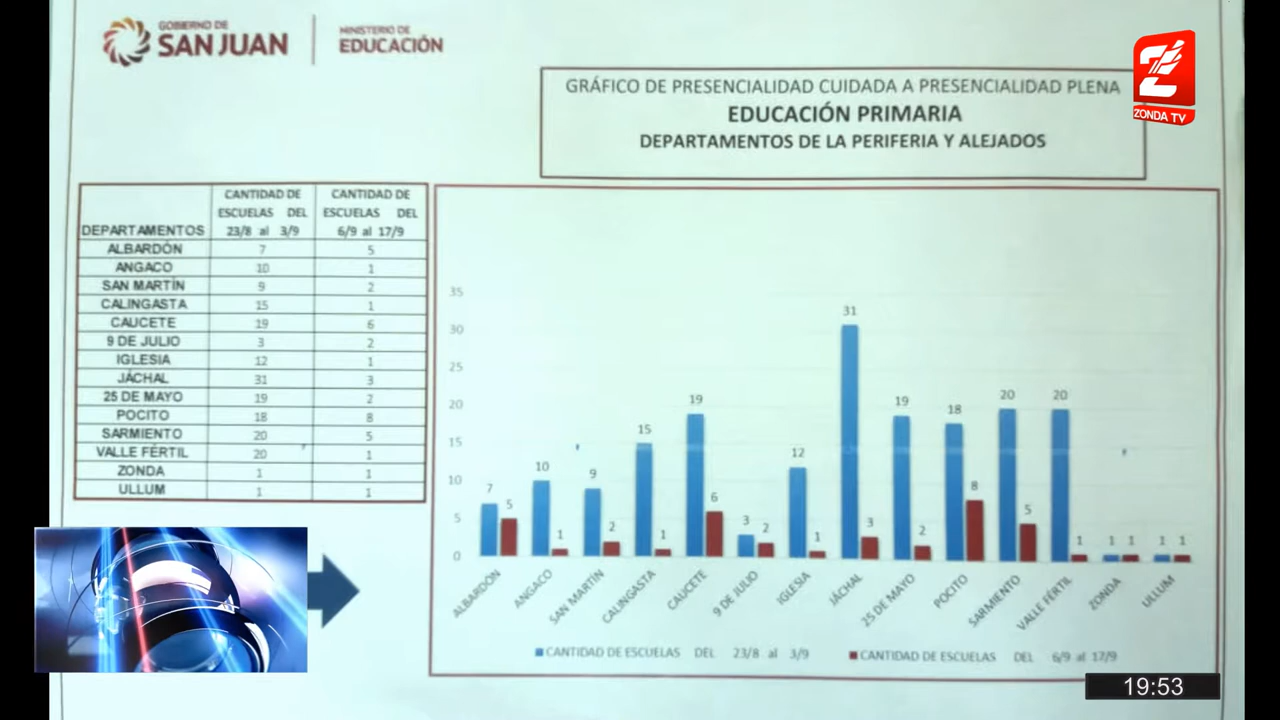 GOBIERNO DE
SAN JUAN
MINISTERIO DE
EDUCACIÓN
ZONDA TV
GRÁFICO DE PRESENCIALIDAD CUIDADA A PRESENCIALIDAD PLENA
EDUCACIÓN PRIMARIA
DEPARTAMENTOS DE LA PERIFERIA Y ALEJADOS
DEPARTAMENTOS CANTIDAD DE ESCUELAS DEL 23/8 al 3/9 CANTIDAD DE ESCUELAS DEL 6/9 al 17/9
ALBARDÓN 7 5
ANGACO 10 1
SAN MARTÍN 9 2
CALINGASTA 15 1
CAUCETE 19 6
9 DE JULIO 3 2
IGLESIA 12 1
JÁCHAL 31 3
25 DE MAYO 19 2
POCITO 18 8
SARMIENTO 20 5
VALLE FÉRTIL 20 1
ZONDA 1 1
ULLUM 1 1
35
30
25
20
15
10
5
0
7 5 10 1 9 2 15 1 19 6 3 2 12 1 31 3 19 2 18 8 20 5 20 1 1 1 1 1
ALBARDÓN ANGACO SAN MARTÍN CALINGASTA CAUCETE 9 DE JULIO IGLESIA JÁCHAL 25 DE MAYO POCITO SARMIENTO VALLE FÉRTIL ZONDA ULLUM
CANTIDAD DE ESCUELAS DEL 23/8 al 3/9 CANTIDAD DE ESCUELAS DEL 6/9 al 17/9
19:53